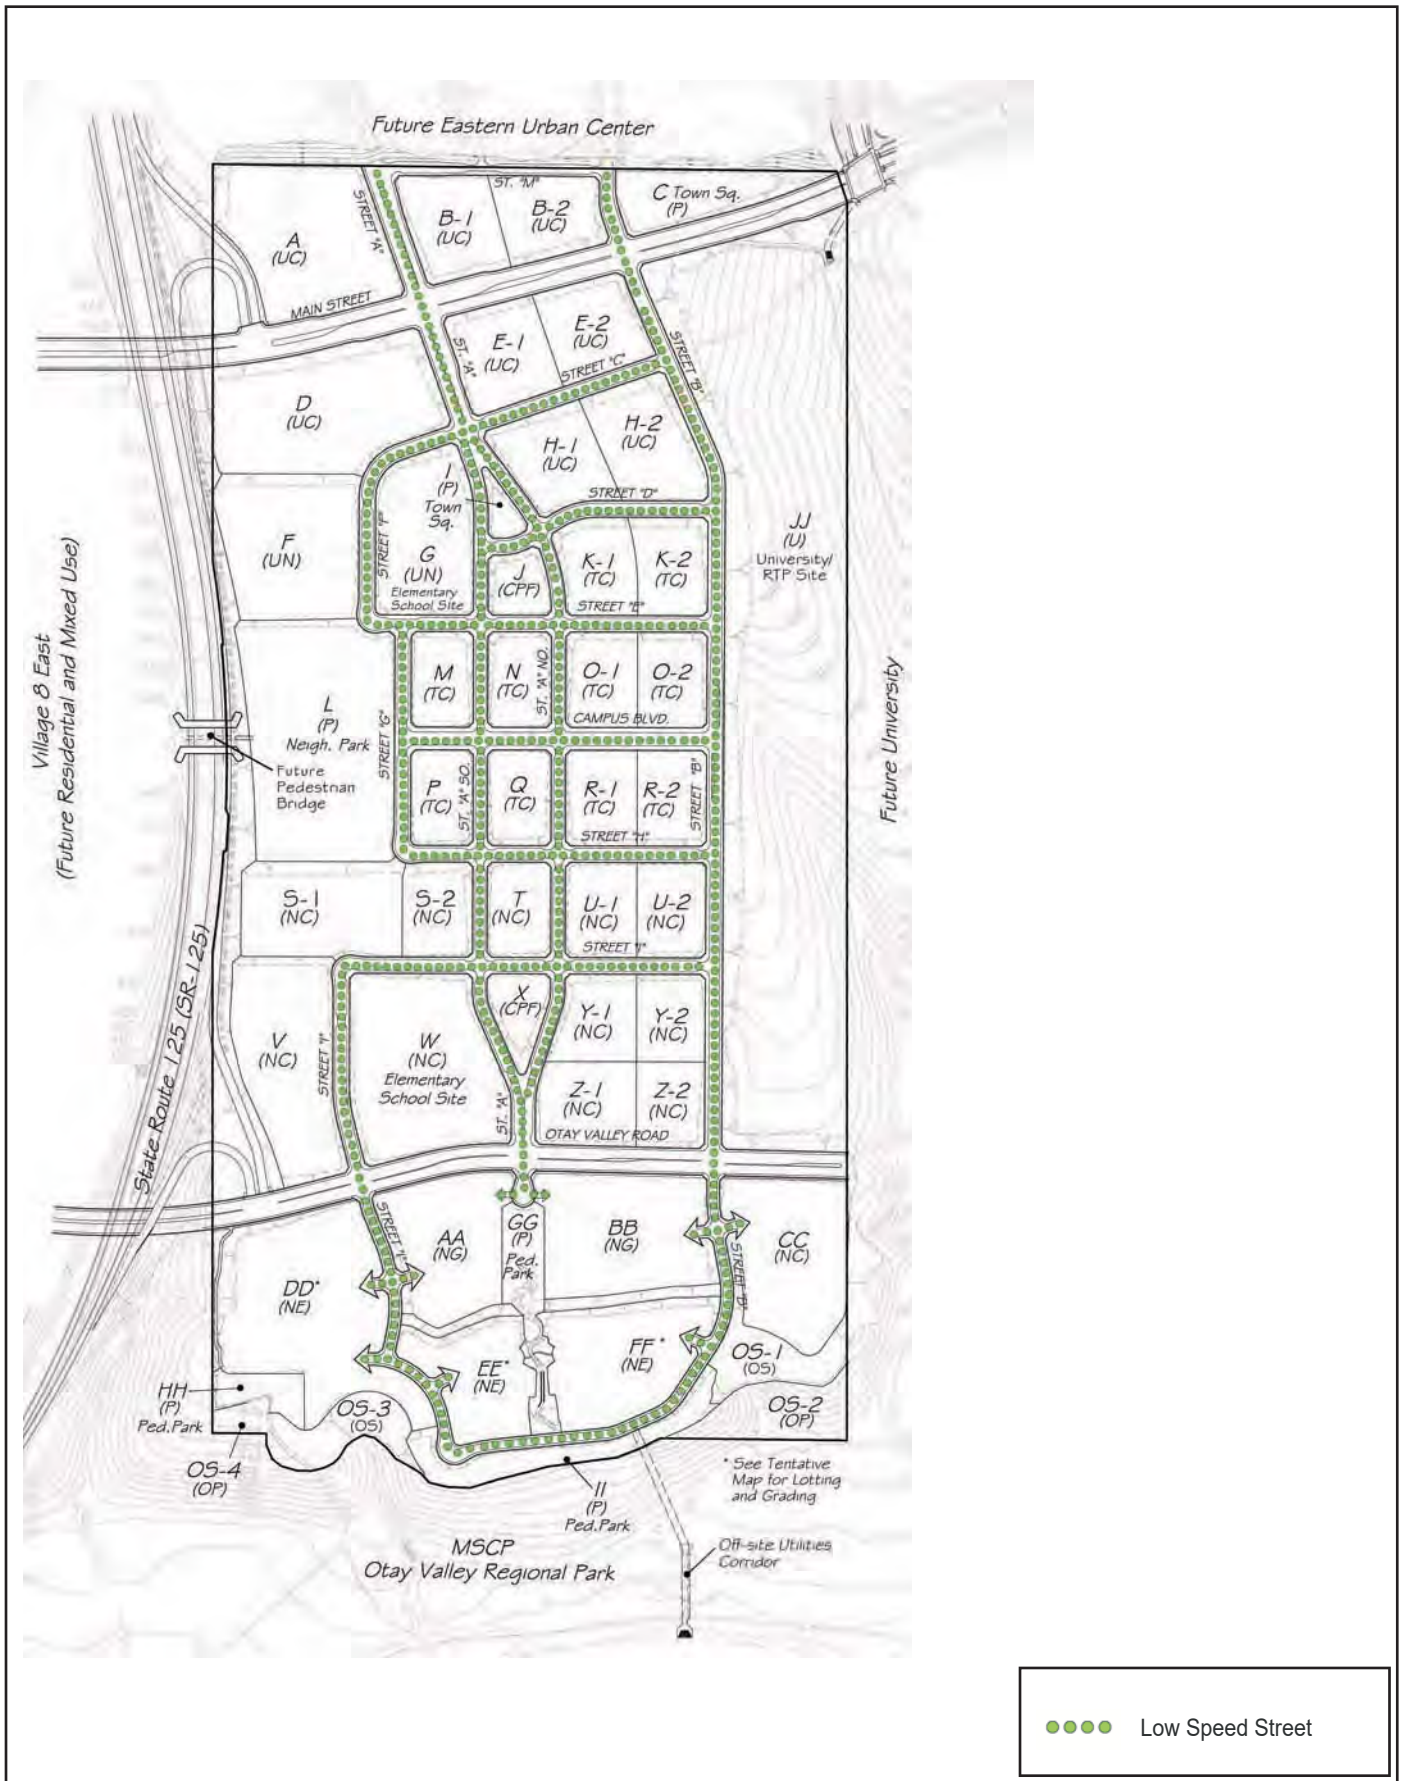 Future Eastern Urban Center
ST. "M"
STREET "A"
A
(UC)
B-1
(UC)
B-2
(UC)
C Town Sq.
(P)
MAIN STREET
ST. "A"
E-1
(UC)
E-2
(UC)
STREET "C"
STREET "B"
D
(UC)
H-1
(UC)
H-2
(UC)
I
(P)
Town
Sq.
STREET "D"
STREET "F"
F
(UN)
G
(UN)
Elementary
School Site
J
(CPF)
K-1
(TC)
K-2
(TC)
STREET "E"
JJ
(U)
University/
RTP Site
Village 8 East
(Future Residential and Mixed Use)
Future University
L
(P)
Neigh. Park
M
(TC)
N
(TC)
ST. "A" NO.
O-1
(TC)
O-2
(TC)
CAMPUS BLVD.
STREET "G"
Future
Pedestrian
Bridge
P
(TC)
ST. "A" SO.
Q
(TC)
R-1
(TC)
R-2
(TC)
STREET "B"
STREET "H"
S-1
(NC)
S-2
(NC)
T
(NC)
U-1
(NC)
U-2
(NC)
STREET "I"
State Route 125 (SR-125)
V
(NC)
STREET "I"
W
(NC)
Elementary
School Site
X
(CPF)
Y-1
(NC)
Y-2
(NC)
ST. "A"
Z-1
(NC)
Z-2
(NC)
OTAY VALLEY ROAD
STREET "I"
AA
(NG)
GG
(P)
Ped.
Park
BB
(NG)
STREET "B"
CC
(NC)
DD*
(NE)
EE*
(NE)
FF*
(NE)
OS-1
(OS)
OS-2
(OP)
HH
(P)
Ped.Park
OS-3
(OS)
OS-4
(OP)
II
(P)
Ped.Park
* See Tentative
Map for Lotting
and Grading
MSCP
Otay Valley Regional Park
Off-site Utilities
Corridor
Low Speed Street